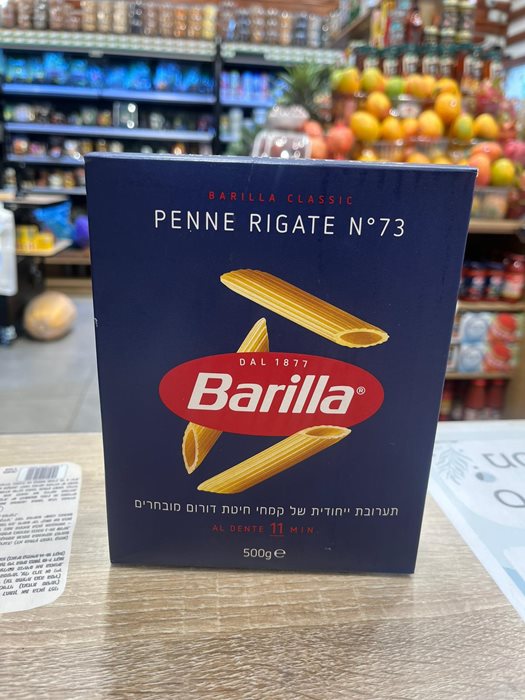 BARILLA CLASSIC
PENNE RIGATE N°73
DAL 1877
Barilla®
תערובת ייחודית של קמחי חיטת דורום מובחרים
AL DENTE 11 MIN.
500g ℮